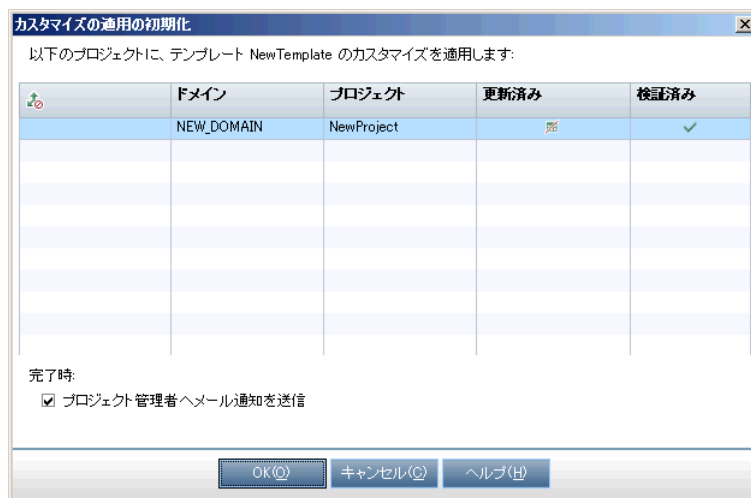 カスタマイズの適用の初期化
以下のプロジェクトに、テンプレート NewTemplate のカスタマイズを適用します:
ドメイン プロジェクト 更新済み 検証済み
NEW_DOMAIN NewProject
完了時:
プロジェクト管理者へメール通知を送信
OK(O) キャンセル(C) ヘルプ(H)